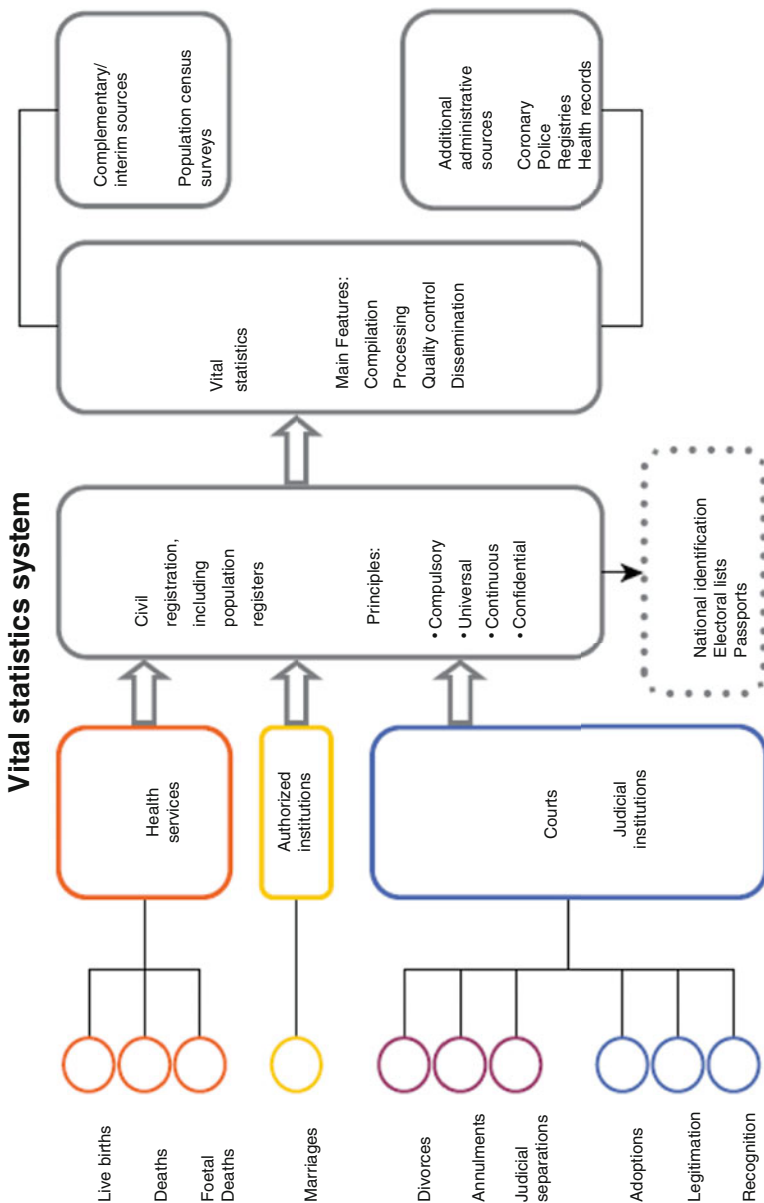 Vital statistics system
Live births
Deaths
Foetal
Deaths
Marriages
Divorces
Annulments
Judicial
separations
Adoptions
Legitimation
Recognition
Health
services
Authorized
institutions
Courts
Judicial
institutions
Civil
registration,
including
population
registers
Principles:
• Compulsory
• Universal
• Continuous
• Confidential
National identification
Electoral lists
Passports
Vital
statistics
Main Features:
Compilation
Processing
Quality control
Dissemination
Complementary/
interim sources
Population census
surveys
Additional
administrative
sources
Coronary
Police
Registries
Health records